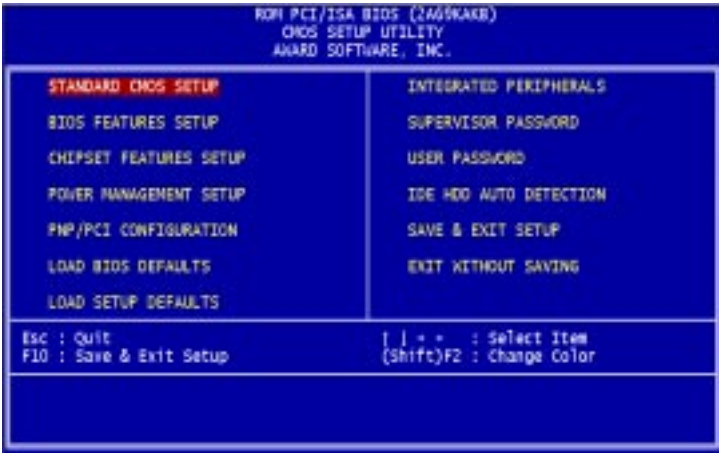 ROM PCI/ISA BIOS (2A69KAKB)
CMOS SETUP UTILITY
AWARD SOFTWARE, INC.
STANDARD CMOS SETUP
BIOS FEATURES SETUP
CHIPSET FEATURES SETUP
POWER MANAGEMENT SETUP
PNP/PCI CONFIGURATION
LOAD BIOS DEFAULTS
LOAD SETUP DEFAULTS
INTEGRATED PERIPHERALS
SUPERVISOR PASSWORD
USER PASSWORD
IDE HDD AUTO DETECTION
SAVE & EXIT SETUP
EXIT WITHOUT SAVING
Esc : Quit
F10 : Save & Exit Setup
: Select Item
(Shift)F2 : Change Color